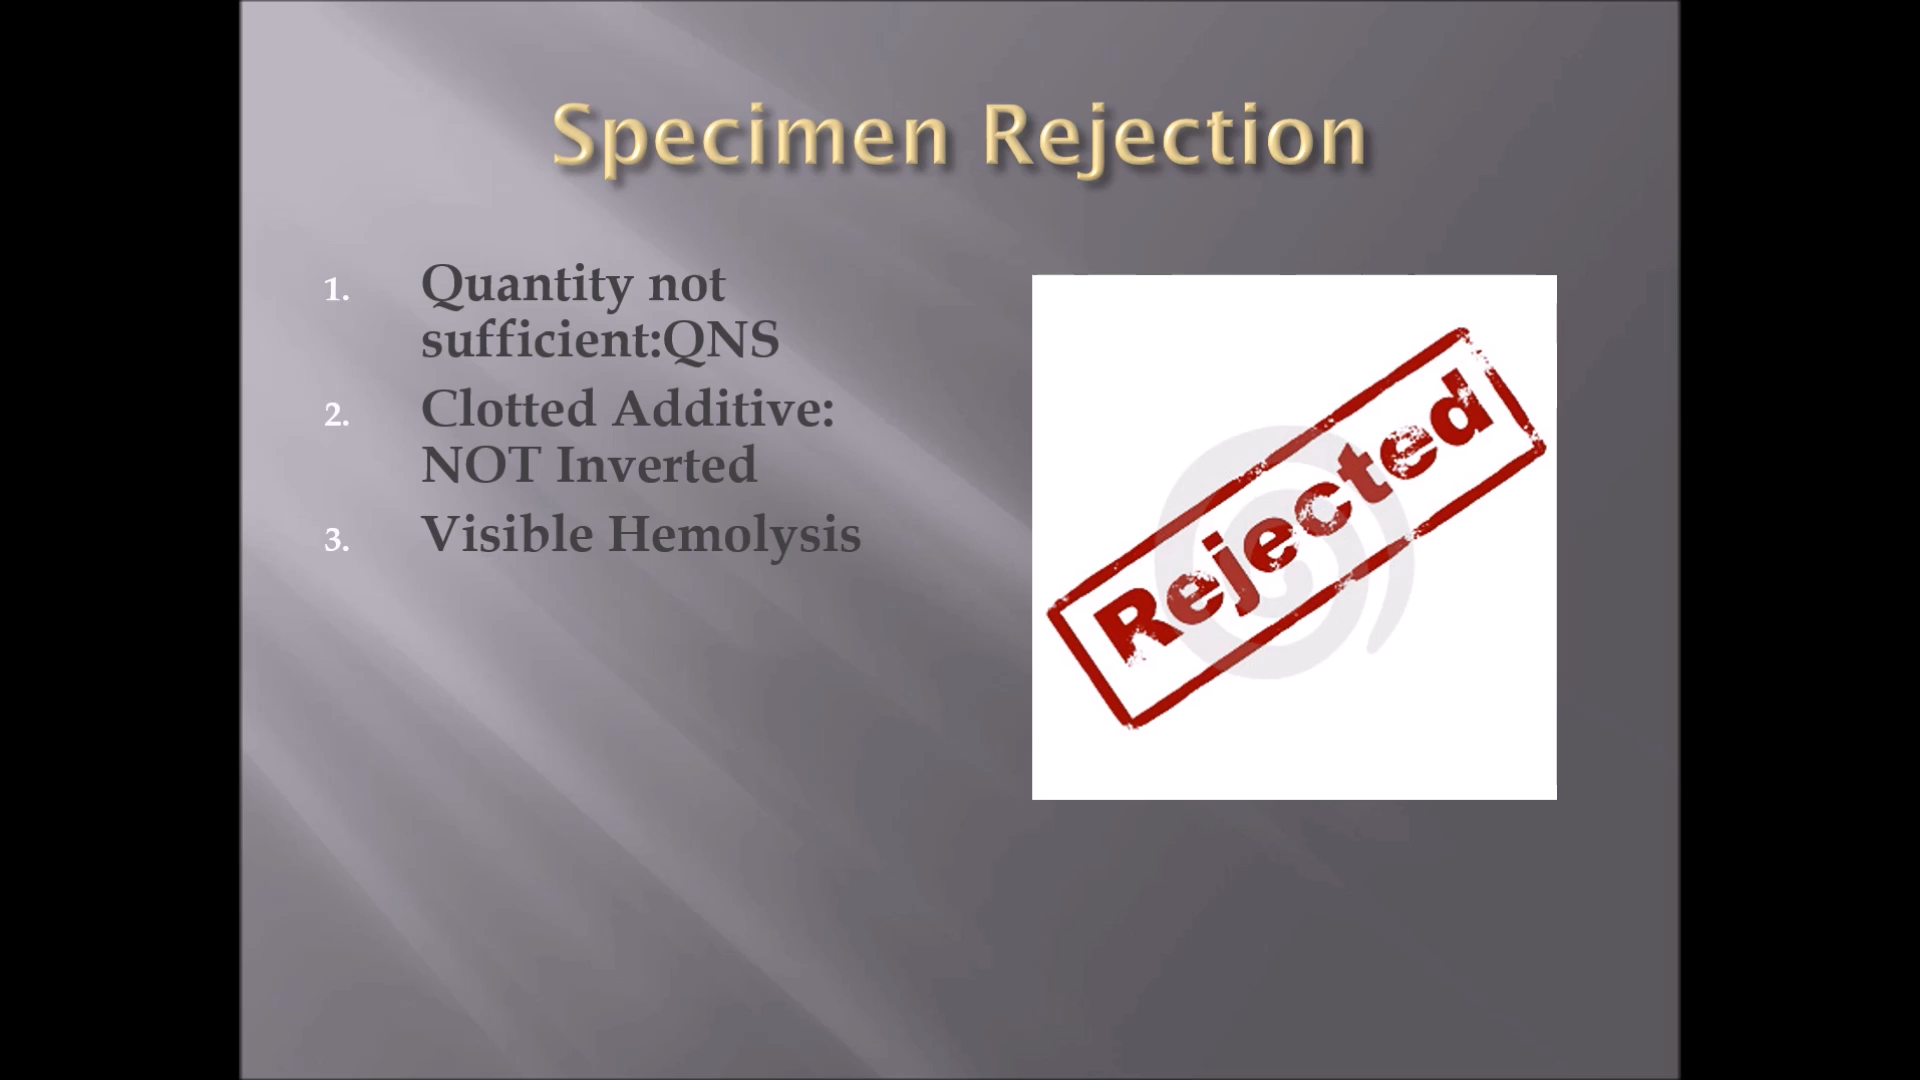 Specimen Rejection
1. Quantity not
sufficient:QNS
2. Clotted Additive:
NOT Inverted
3. Visible Hemolysis
Rejected